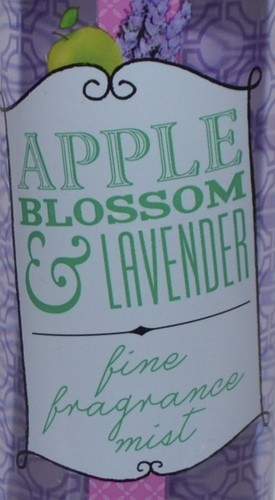 APPLE
BLOSSOM
& LAVENDER
fine
fragrance
mist